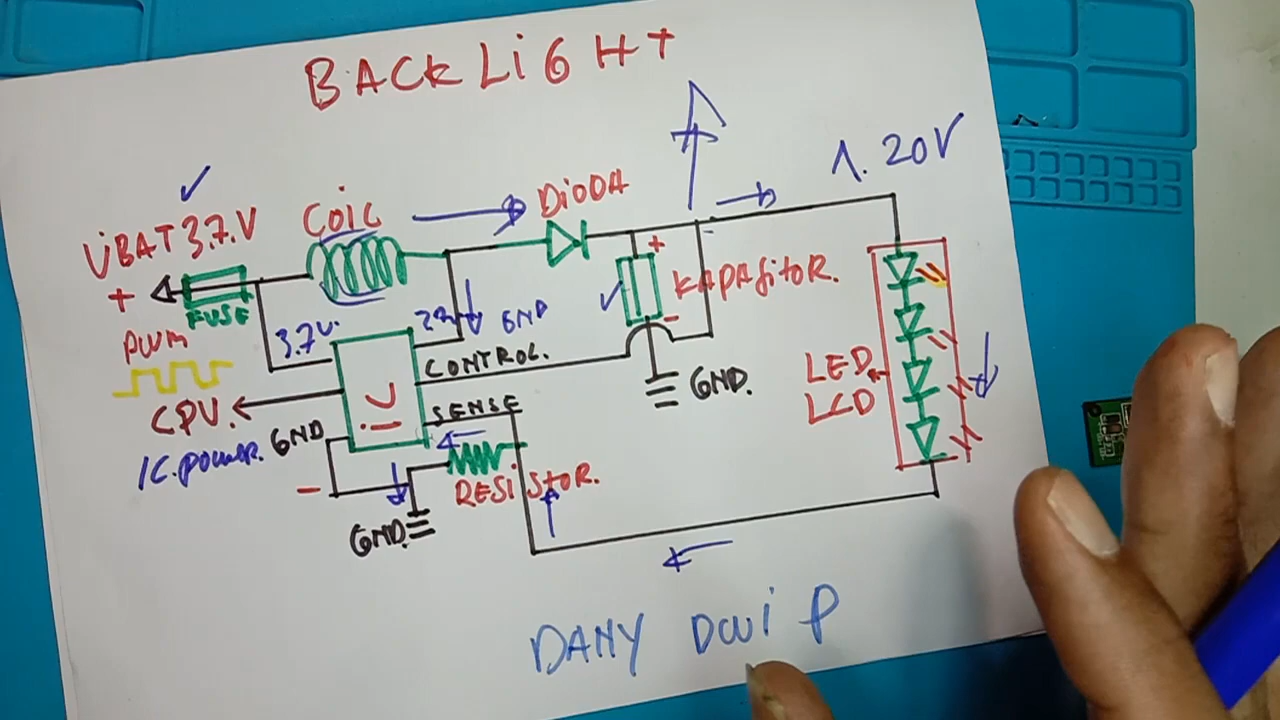 BACKLiGHT
1.20V
DiODA
COiL
VBAT 3.7.V
+
FUSE
+
KAPASitOR.
-
PWM
3.7V.
GND
CONTROL.
GND.
LED
LCD
CPU.
SENSE
IC.power. GND
-
RESiStOR.
GND.
DANY Dwi P